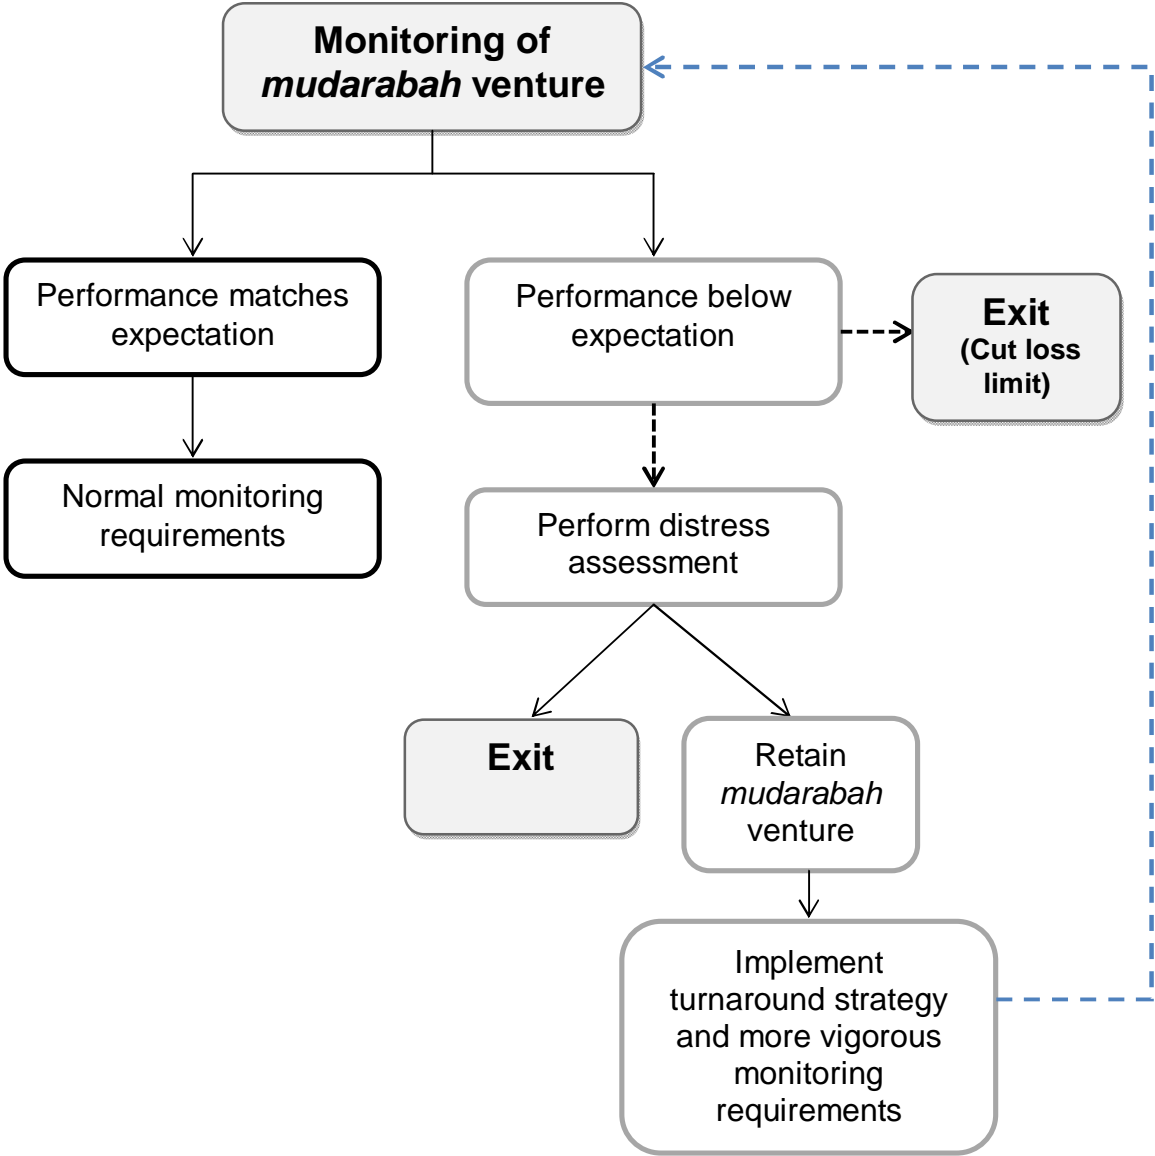 Monitoring of
mudarabah venture
Performance matches
expectation
Performance below
expectation
Exit
(Cut loss
limit)
Normal monitoring
requirements
Perform distress
assessment
Exit
Retain
mudarabah
venture
Implement
turnaround strategy
and more vigorous
monitoring
requirements